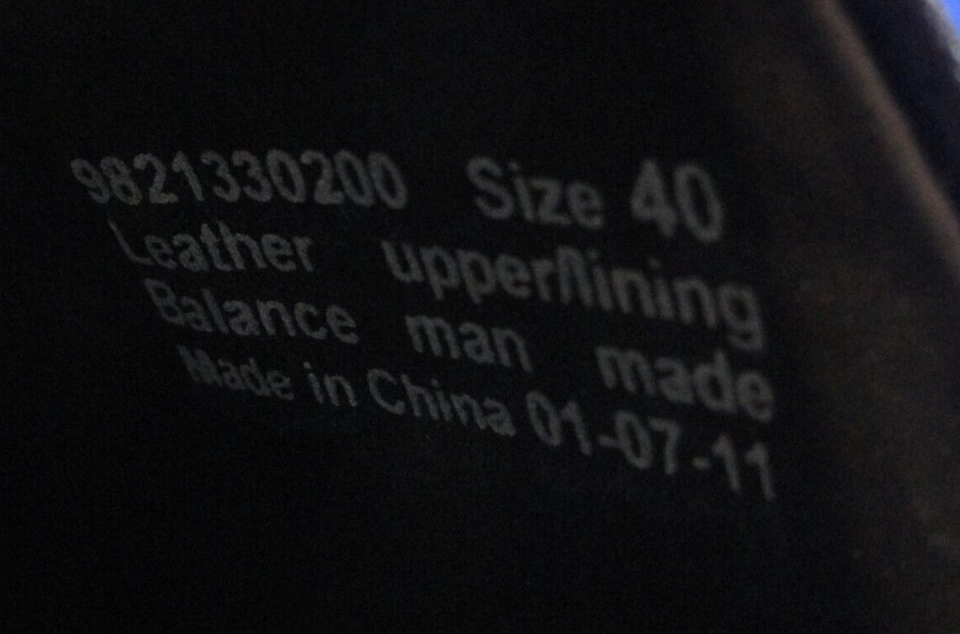 9821330200 Size 40
Leather upper/lining
Balance man made
Made in China 01-07-11